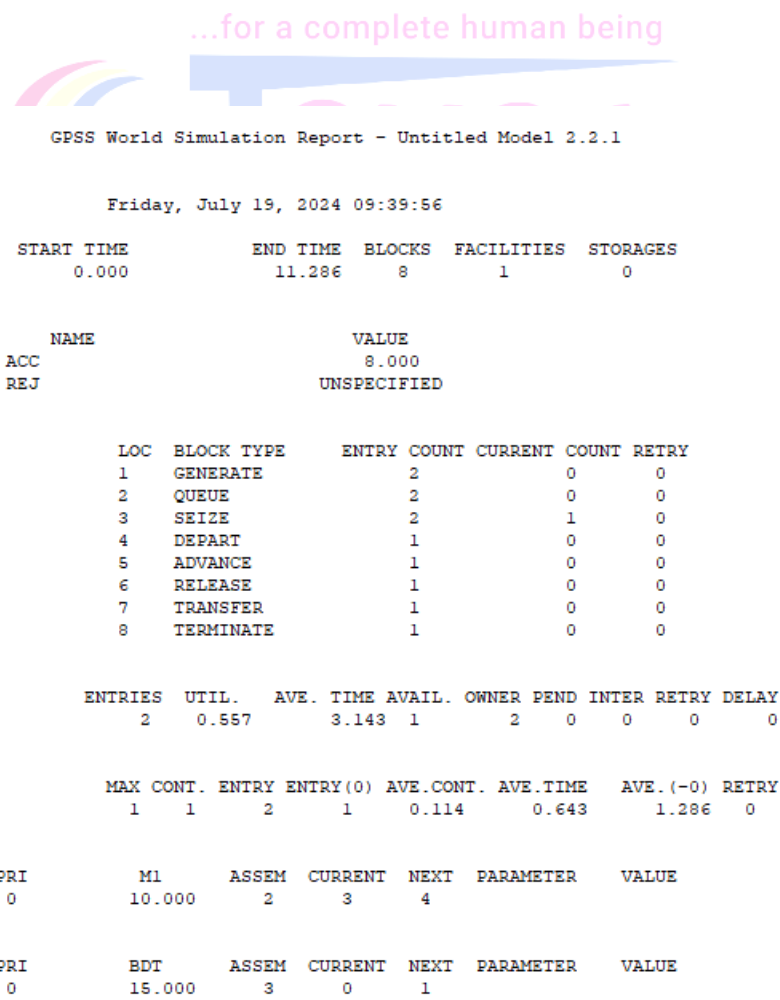 ...for a complete human being
GPSS World Simulation Report - Untitled Model 2.2.1
Friday, July 19, 2024 09:39:56
START TIME END TIME BLOCKS FACILITIES STORAGES
0.000 11.286 8 1 0
NAME VALUE
ACC 8.000
REJ UNSPECIFIED
LOC BLOCK TYPE ENTRY COUNT CURRENT COUNT RETRY
1 GENERATE 2 0 0
2 QUEUE 2 0 0
3 SEIZE 2 1 0
4 DEPART 1 0 0
5 ADVANCE 1 0 0
6 RELEASE 1 0 0
7 TRANSFER 1 0 0
8 TERMINATE 1 0 0
ENTRIES UTIL. AVE. TIME AVAIL. OWNER PEND INTER RETRY DELAY
2 0.557 3.143 1 2 0 0 0 0
MAX CONT. ENTRY ENTRY(0) AVE.CONT. AVE.TIME AVE.(-0) RETRY
1 1 2 1 0.114 0.643 1.286 0
PRI M1 ASSEM CURRENT NEXT PARAMETER VALUE
0 10.000 2 3 4
PRI BDT ASSEM CURRENT NEXT PARAMETER VALUE
0 15.000 3 0 1